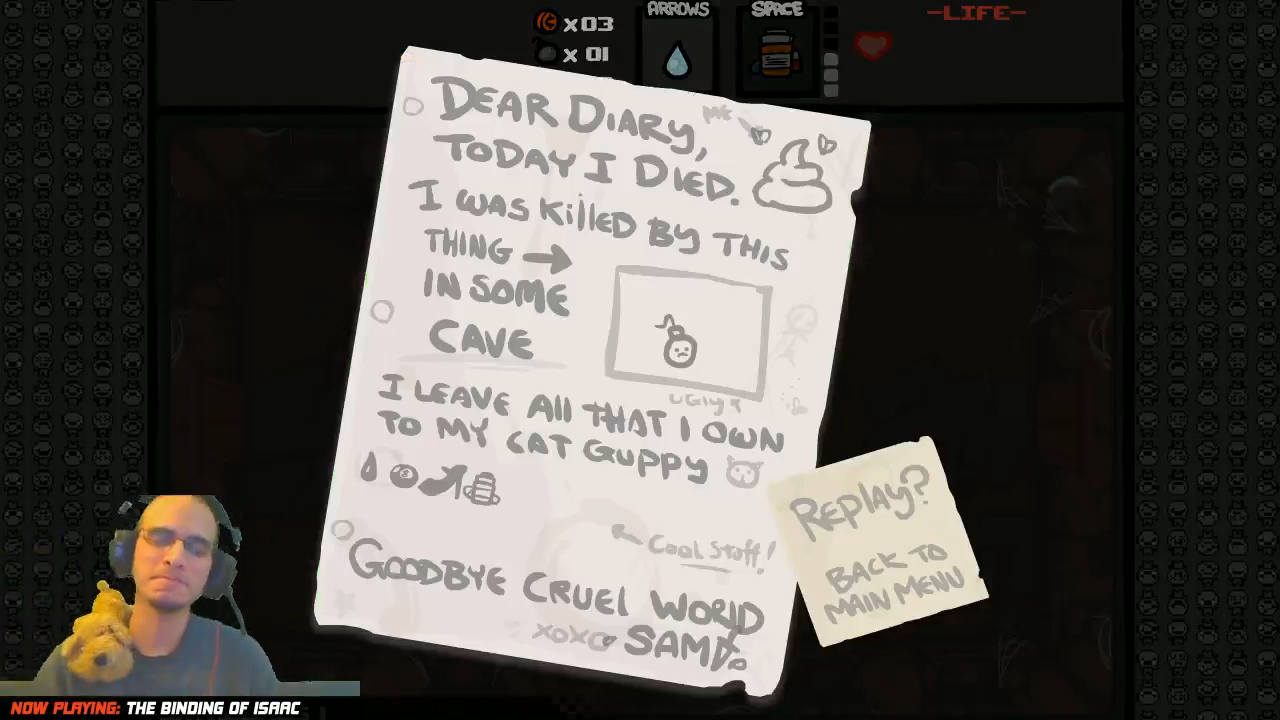 x03
x 01
ARROWS
SPACE
-LIFE-
DEAR DIARY,
TODAY I DIED.
I WAS KillED BY THIS
THING →
IN SOME
CAVE
UGLY
I LEAVE All THAT I OWN
TO MY CAT GUPPY
COOL STUFF!
GOODBYE CRUEL WORlD
XOXO SAM
REPLAY?
BACK TO
MAIN MENU
NOW PLAYING: THE BINDING OF ISAAC